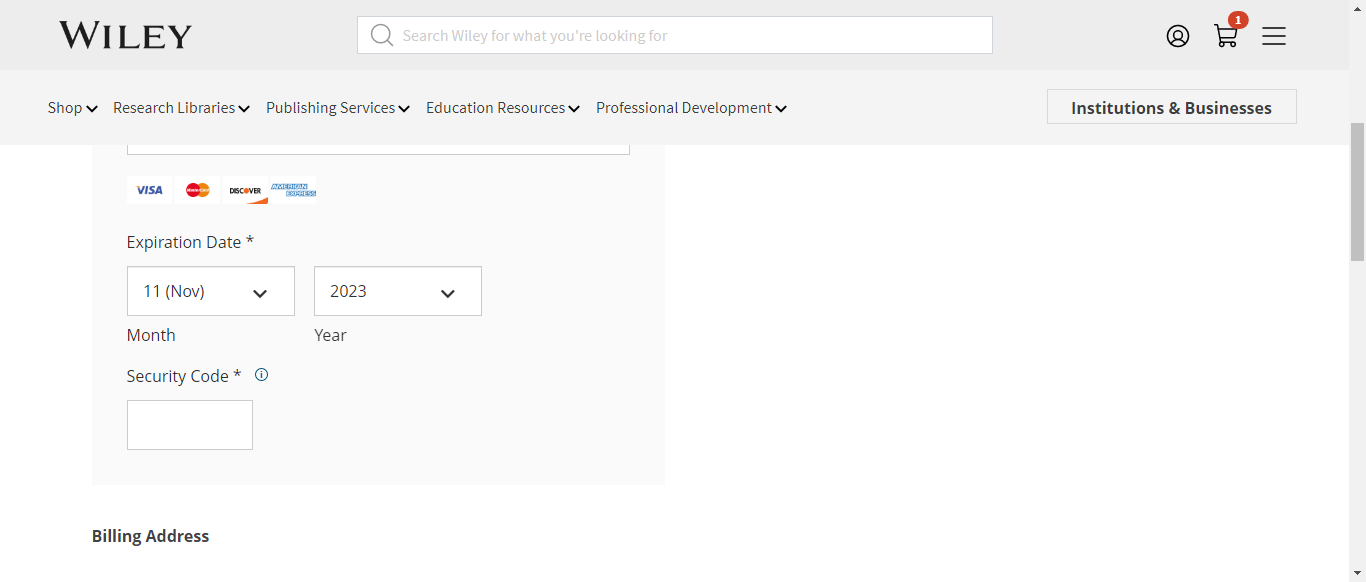 WILEY
Search Wiley for what you're looking for
1
Shop
Research Libraries
Publishing Services
Education Resources
Professional Development
Institutions & Businesses
VISA
MasterCard
DISCOVER
AMERICAN EXPRESS
Expiration Date *
11 (Nov)
2023
Month
Year
Security Code *
Billing Address